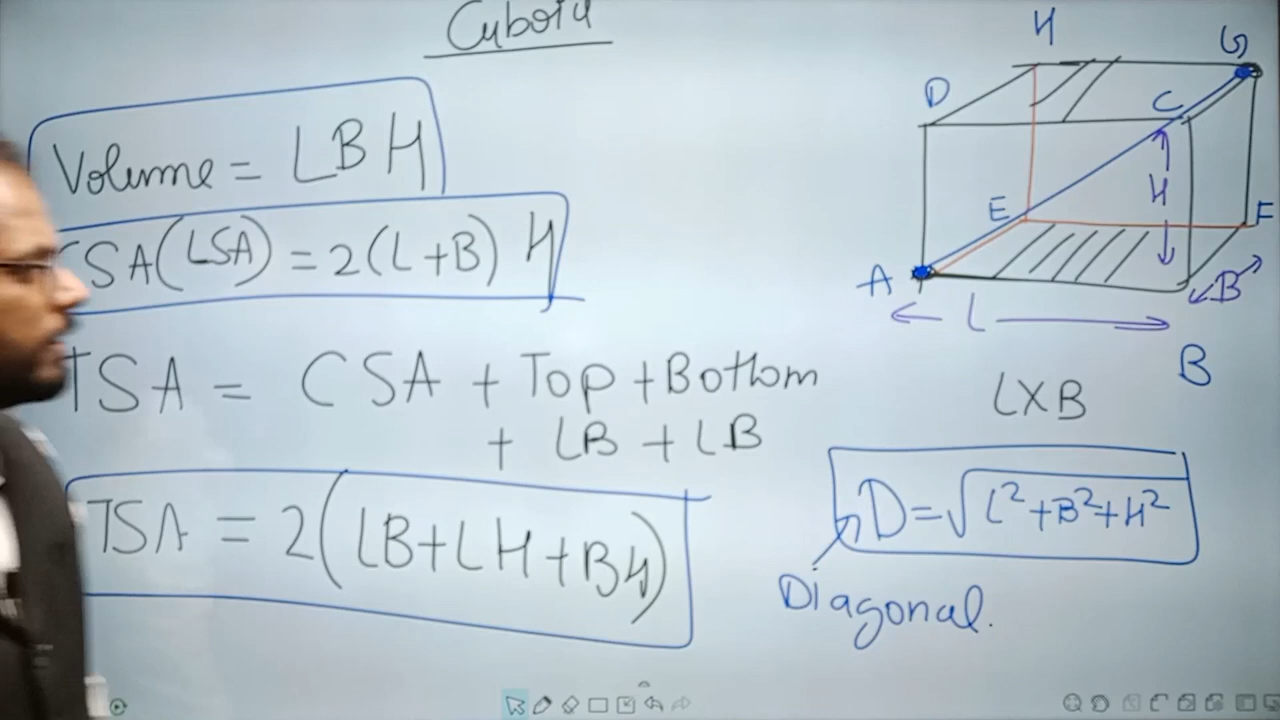 Cuboid
Volume = LBH
CSA(LSA) = 2(L+B) H
TSA = CSA + Top + Bottom
+ LB + LB
TSA = 2(LB+LH+BH)
H
G
D
C
H
E
F
A
B
L
B
LXB
D=√L²+B²+H²
Diagonal.